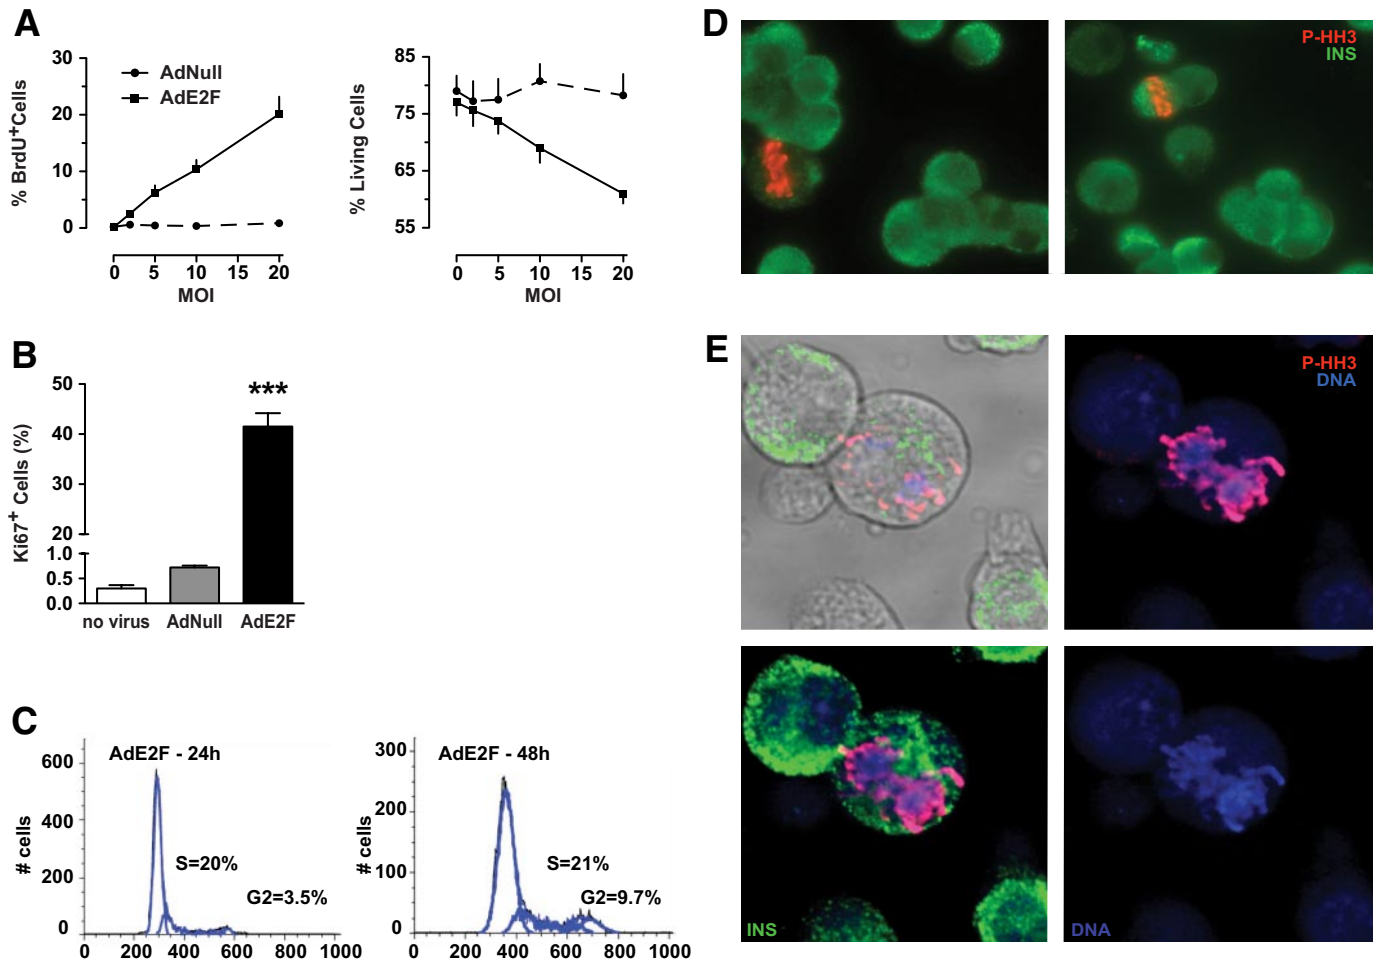 A
30
20
10
0
% BrdU⁺Cells
AdNull
AdE2F
0 5 10 15 20
MOI
85
75
65
55
% Living Cells
0 5 10 15 20
MOI
B
50
40
30
20
1.0
0.5
0.0
Ki67⁺ Cells (%)
***
no virus AdNull AdE2F
C
AdE2F - 24h
600
400
200
0
# cells
S=20%
G2=3.5%
0 200 400 600 800 1000
AdE2F - 48h
300
200
100
0
# cells
S=21%
G2=9.7%
0 200 400 600 800 1000
D
P-HH3
INS
E
P-HH3
DNA
INS
DNA